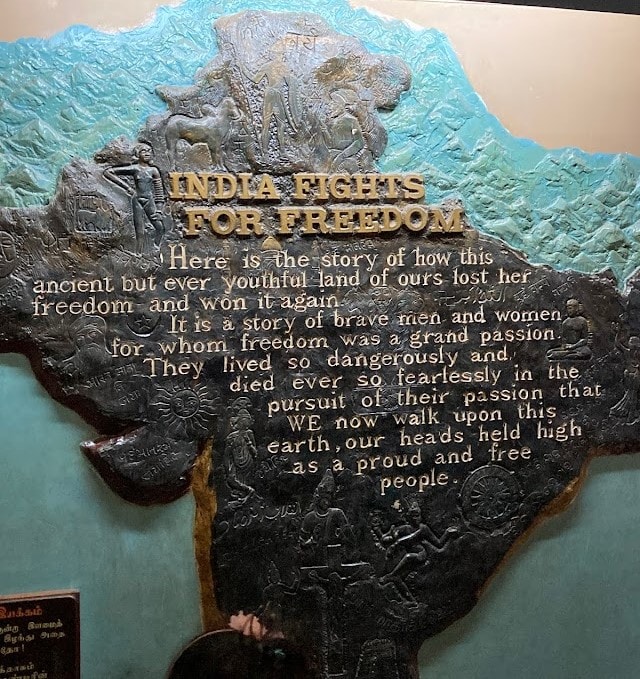 INDIA FIGHTS
FOR FREEDOM
Here is the story of how this
ancient but ever youthful land of ours lost her
freedom and won it again.
It is a story of brave men and women
for whom freedom was a grand passion.
They lived so dangerously and
died ever so fearlessly in the
pursuit of their passion that
WE now walk upon this
earth, our heads held high
as a proud and free
people.